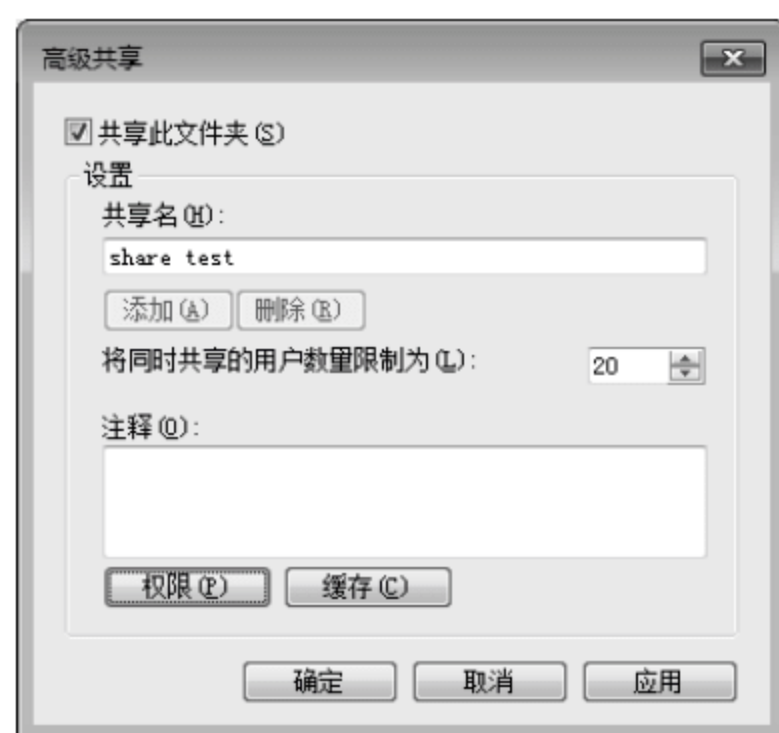 高级共享
共享此文件夹(S)
设置
共享名(H):
share test
添加(A) 删除(R)
将同时共享的用户数量限制为(L): 20
注释(O):
权限(P) 缓存(C)
确定 取消 应用